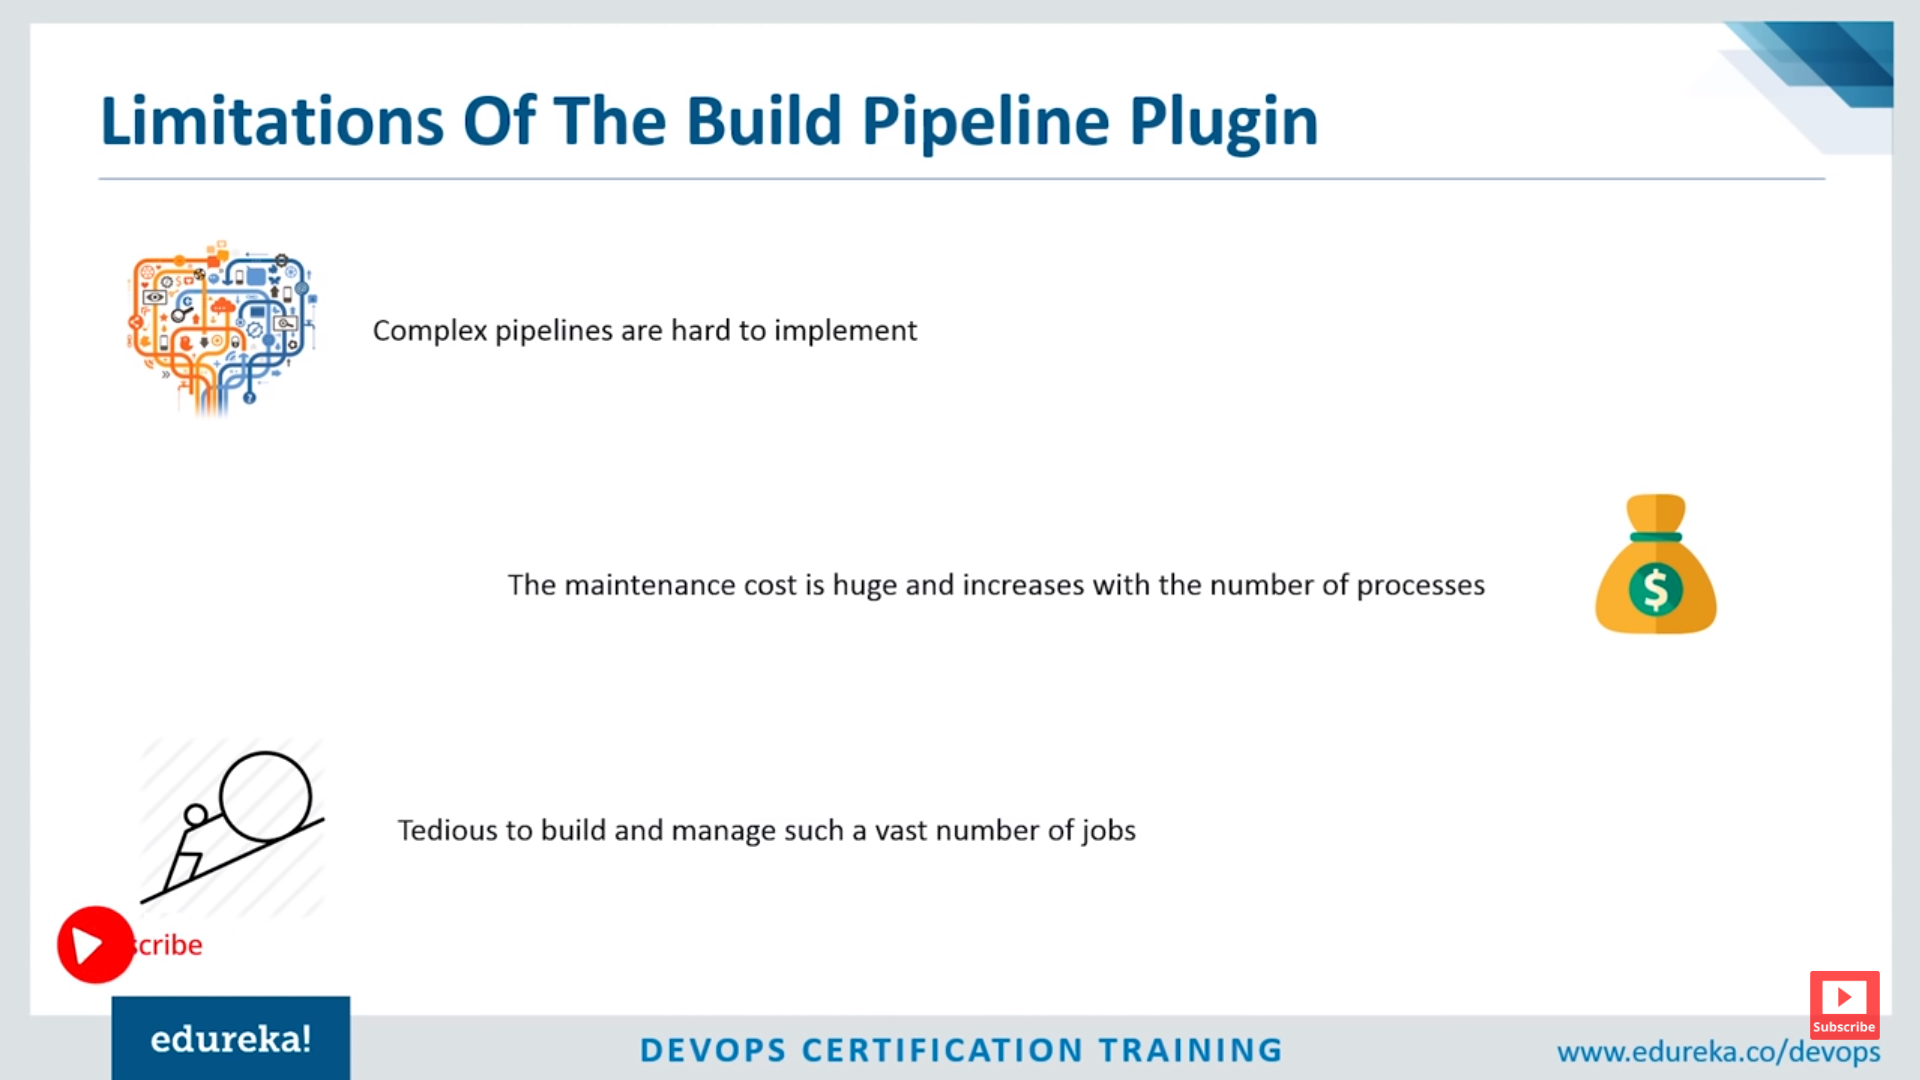 Limitations Of The Build Pipeline Plugin
Complex pipelines are hard to implement
The maintenance cost is huge and increases with the number of processes
$
Tedious to build and manage such a vast number of jobs
scribe
Subscribe
edureka!
DEVOPS CERTIFICATION TRAINING
www.edureka.co/devops